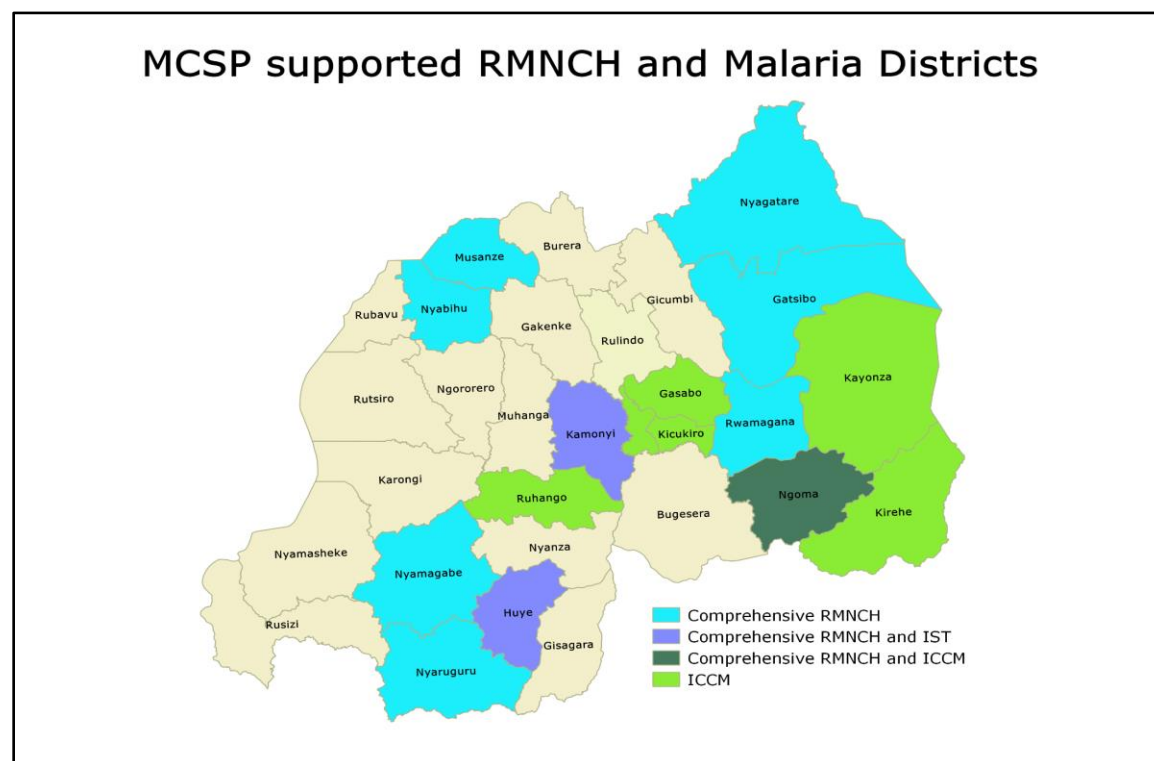 MCSP supported RMNCH and Malaria Districts
Nyagatare
Burera
Musanze
Gatsibo
Gicumbi
Nyabihu
Rubavu
Gakenke
Rulindo
Kayonza
Ngororero
Gasabo
Rutsiro
Muhanga
Rwamagana
Kamonyi
Kicukiro
Karongi
Ngoma
Ruhango
Kirehe
Bugesera
Nyanza
Nyamasheke
Nyamagabe
Huye
Rusizi
Gisagara
Nyaruguru
Comprehensive RMNCH
Comprehensive RMNCH and IST
Comprehensive RMNCH and ICCM
ICCM